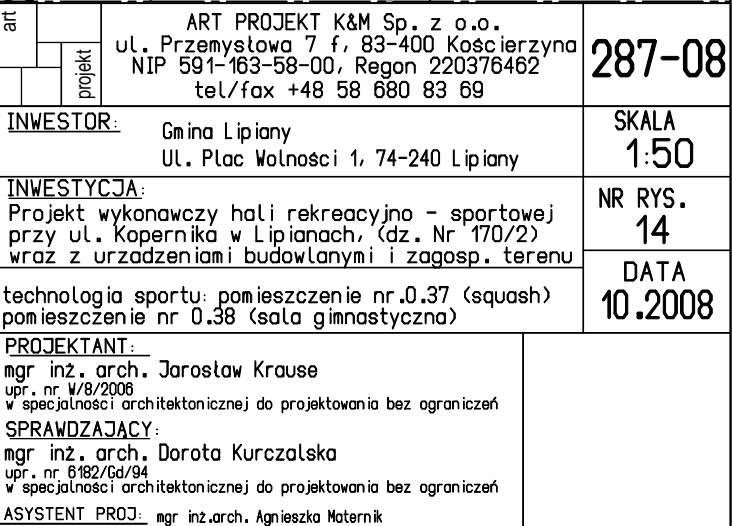 art
projekt
ART PROJEKT K&M Sp. z o.o.
ul. Przemysłowa 7 f, 83-400 Kościerzyna
NIP 591-163-58-00, Regon 220376462
tel/fax +48 58 680 83 69
287-08
INWESTOR:
Gmina Lipiany
Ul. Plac Wolności 1, 74-240 Lipiany
SKALA
1:50
INWESTYCJA:
Projekt wykonawczy hali rekreacyjno - sportowej
przy ul. Kopernika w Lipianach, (dz. Nr 170/2)
wraz z urzadzeniami budowlanymi i zagosp. terenu
NR RYS.
14
technologia sportu: pomieszczenie nr.0.37 (squash)
pomieszczenie nr 0.38 (sala gimnastyczna)
DATA
10.2008
PROJEKTANT:
mgr inż. arch. Jarosław Krause
upr. nr W/8/2006
w specjalności architektonicznej do projektowania bez ograniczeń
SPRAWDZAJĄCY:
mgr inż. arch. Dorota Kurczalska
upr. nr 6182/Gd/94
w specjalności architektonicznej do projektowania bez ograniczeń
ASYSTENT PROJ: mgr inż.arch. Agnieszka Maternik